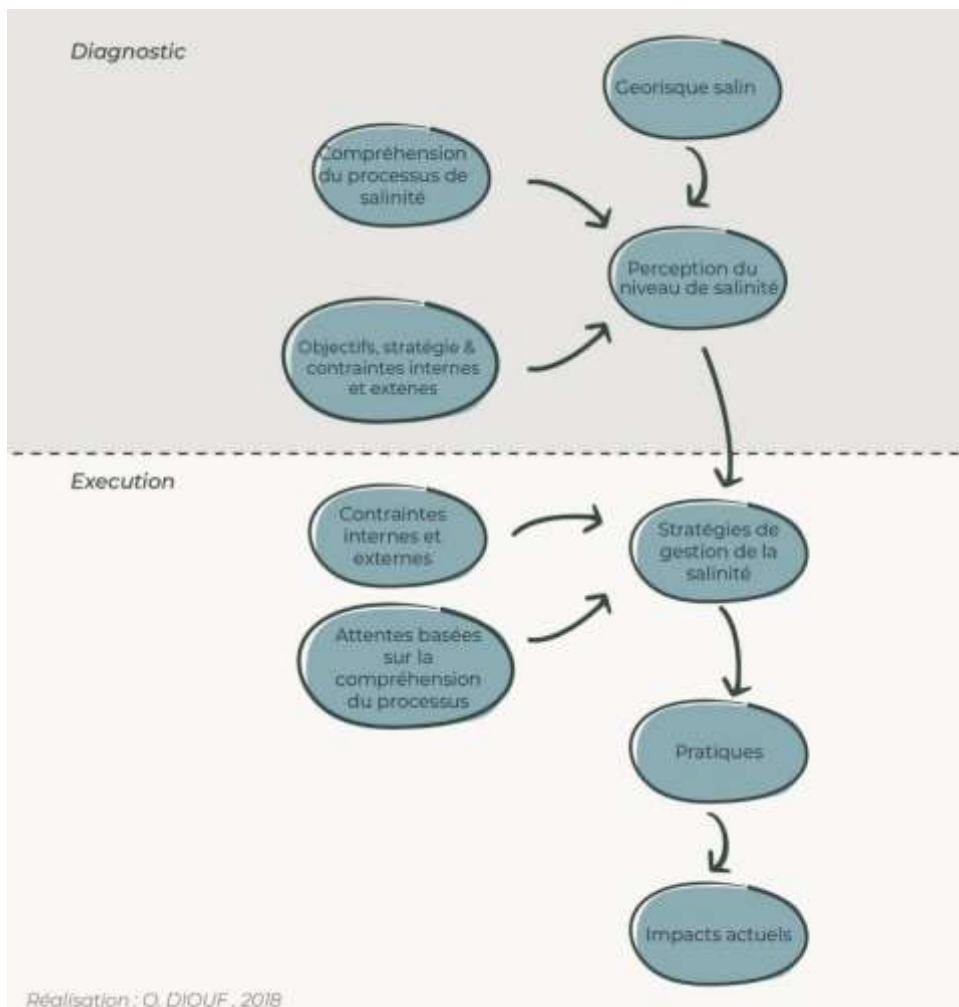 Diagnostic
Georisque salin
Compréhension
du processus de
salinité
Perception du
niveau de salinité
Objectifs, stratégie &
contraintes internes
et extenes
Execution
Contraintes
internes et
externes
Stratégies de
gestion de la
salinité
Attentes basées
sur la
compréhension
du processus
Pratiques
Impacts actuels
Réalisation : O. DIOUF , 2018